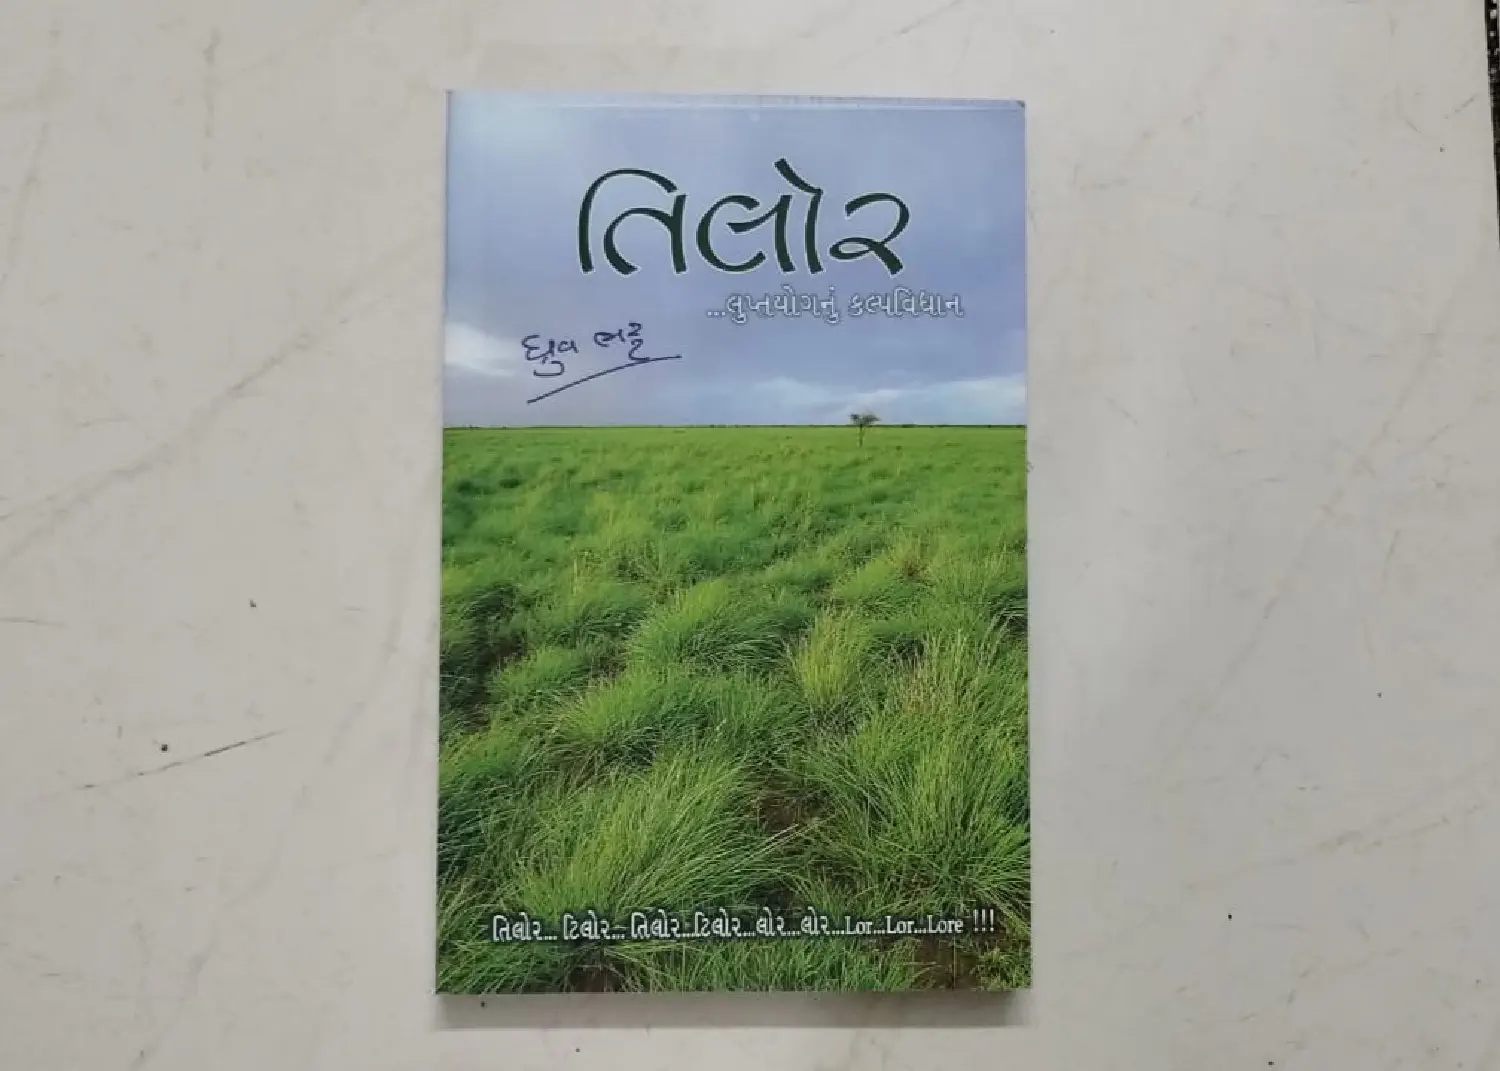 તિલોર
...લુપ્તયોગનું કલ્પવિધાન
ધ્રુવ ભટ્ટ
તિલોર... ટિલોર... તિલોર...ટિલોર...લોર...લોર...Lor...Lor...Lore !!!